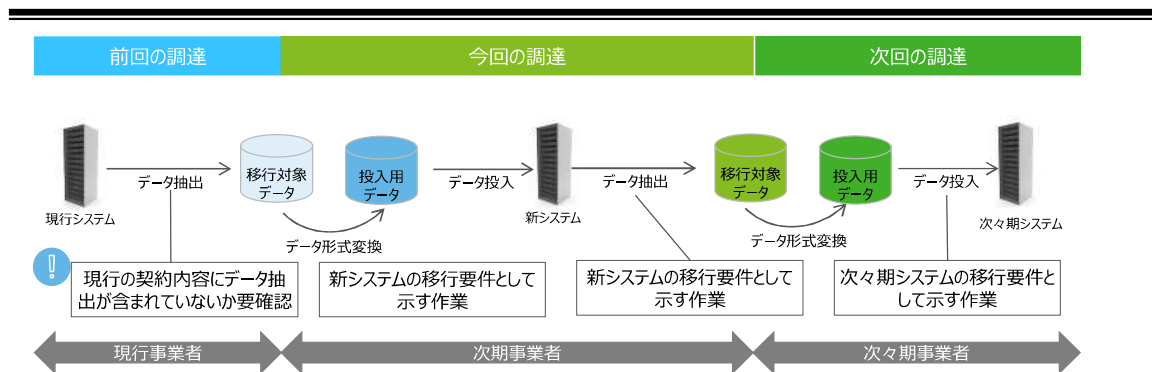 前回の調達
今回の調達
次回の調達
データ抽出
移行対象
データ
投入用
データ
データ投入
データ抽出
移行対象
データ
投入用
データ
データ投入
現行システム
新システム
次々期システム
データ形式変換
データ形式変換
!
現行の契約内容にデータ抽
出が含まれていないか要確認
新システムの移行要件として
示す作業
新システムの移行要件として
示す作業
次々期システムの移行要件と
して示す作業
現行事業者
次期事業者
次々期事業者